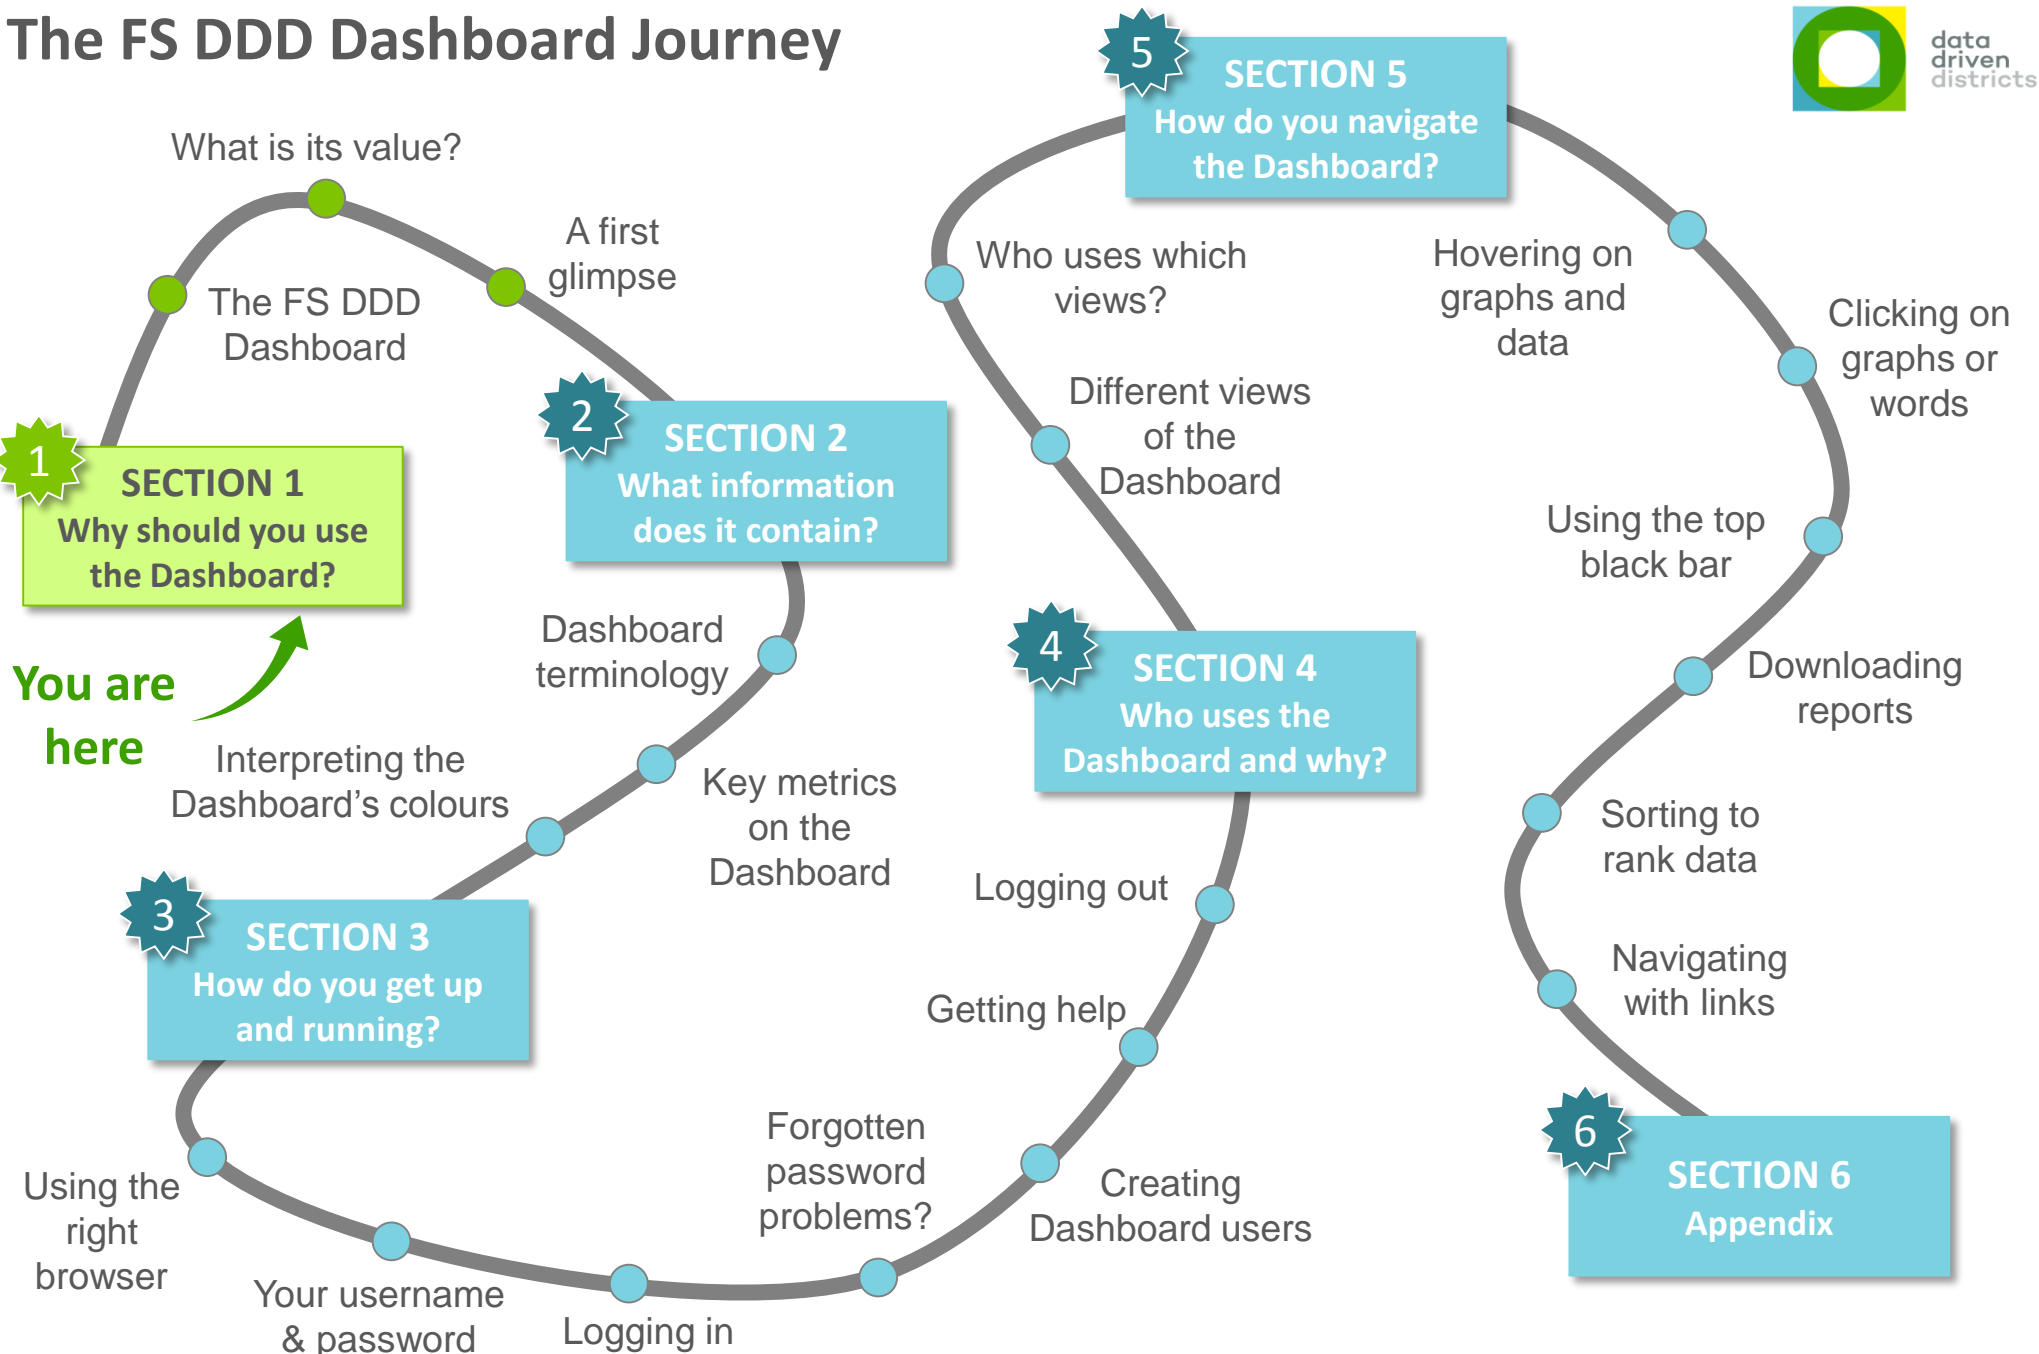 The FS DDD Dashboard Journey
data
driven
districts
What is its value?
A first
glimpse
The FS DDD
Dashboard
1
SECTION 1
Why should you use
the Dashboard?
You are
here
2
SECTION 2
What information
does it contain?
Dashboard
terminology
Key metrics
on the
Dashboard
Interpreting the
Dashboard's colours
3
SECTION 3
How do you get up
and running?
Using the
right
browser
Your username
& password
Logging in
Forgotten
password
problems?
Creating
Dashboard users
Getting help
Logging out
4
SECTION 4
Who uses the
Dashboard and why?
Different views
of the
Dashboard
Who uses which
views?
5
SECTION 5
How do you navigate
the Dashboard?
Hovering on
graphs and
data
Clicking on
graphs or
words
Using the top
black bar
Downloading
reports
Sorting to
rank data
Navigating
with links
6
SECTION 6
Appendix